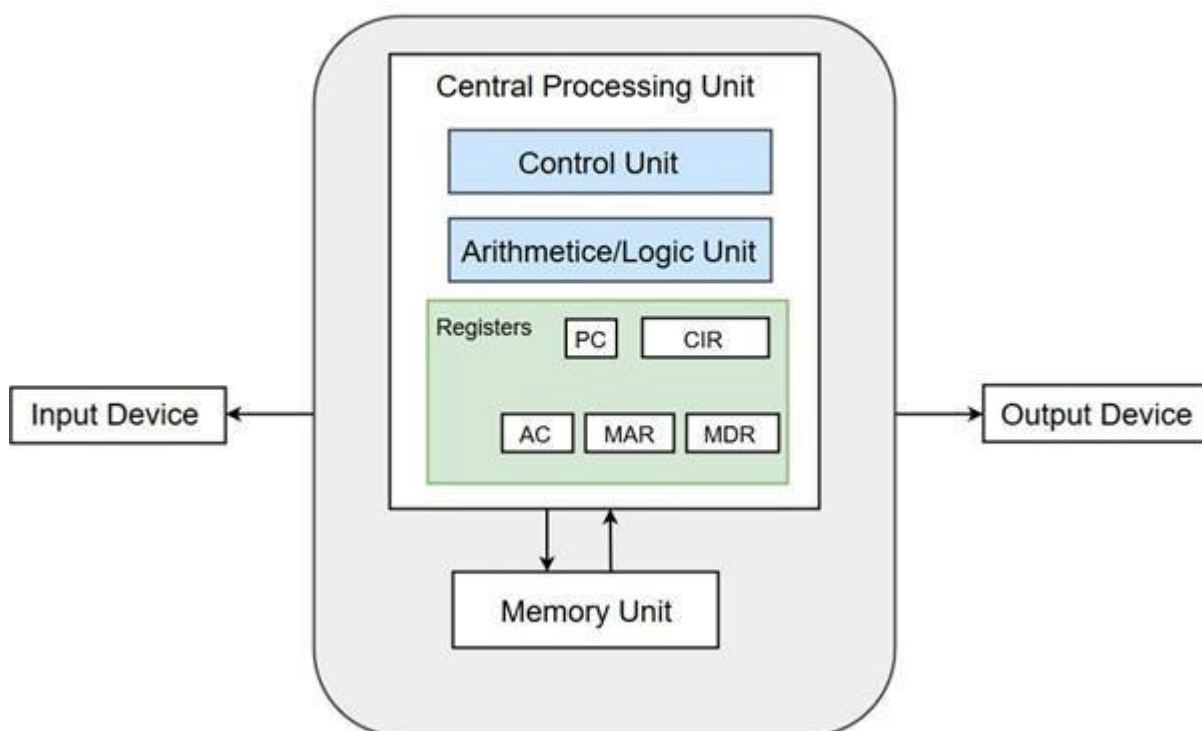 Central Processing Unit
Control Unit
Arithmetice/Logic Unit
Registers
PC
CIR
AC
MAR
MDR
Input Device
Output Device
Memory Unit